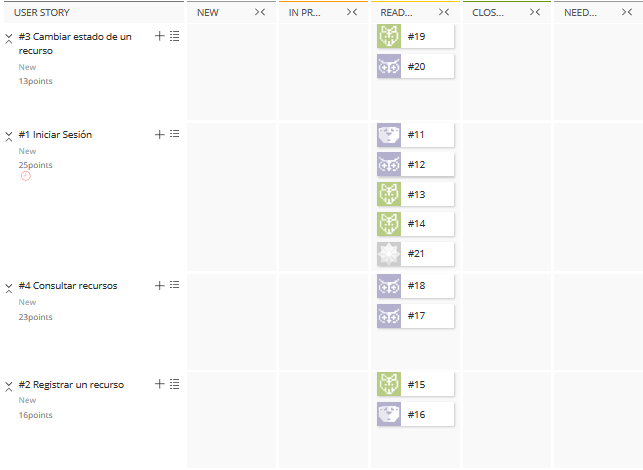 USER STORY NEW IN PR... READ... CLOS... NEED...
#3 Cambiar estado de un
recurso
New
13points
#19
#20
#1 Iniciar Sesión
New
25points
#11
#12
#13
#14
#21
#4 Consultar recursos
New
23points
#18
#17
#2 Registrar un recurso
New
16points
#15
#16